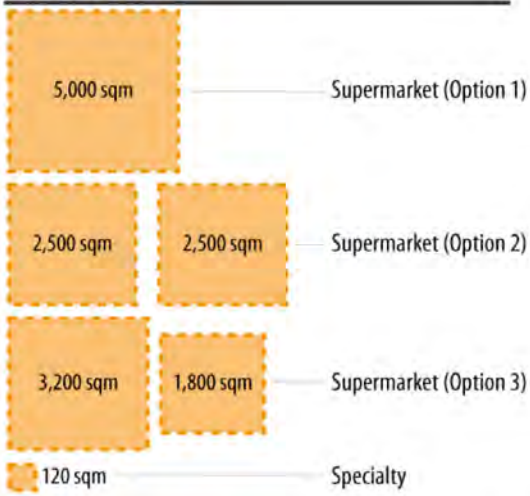 5,000 sqm Supermarket (Option 1)
2,500 sqm 2,500 sqm Supermarket (Option 2)
3,200 sqm 1,800 sqm Supermarket (Option 3)
120 sqm Specialty